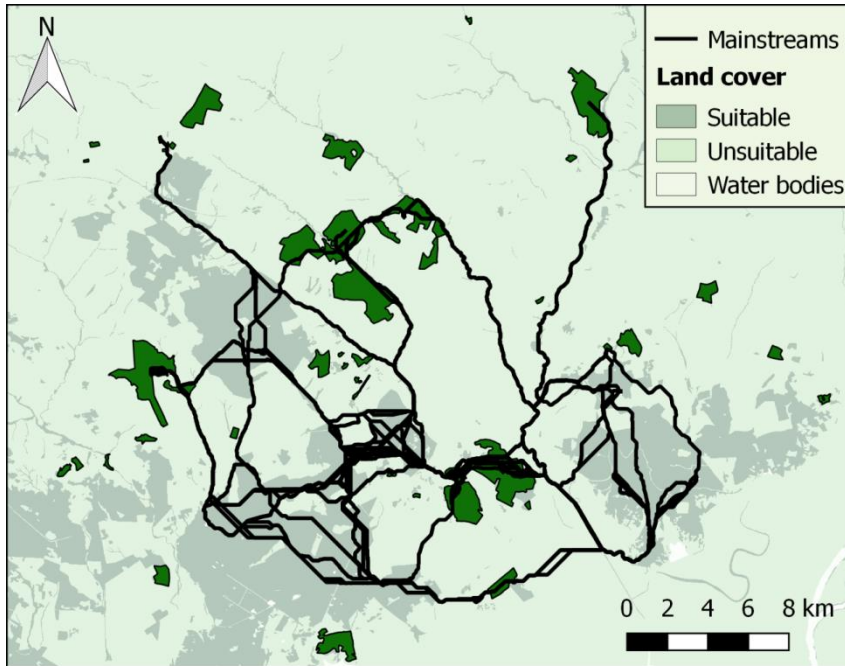 N
Mainstreams
Land cover
Suitable
Unsuitable
Water bodies
0 2 4 6 8 km